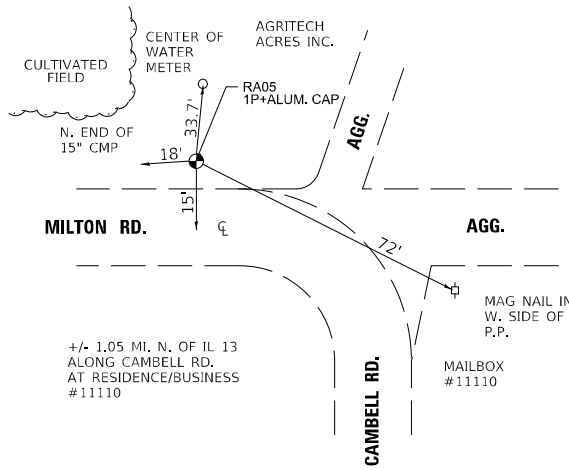 AGRITECH
ACRES INC.
CENTER OF
WATER
METER
CULTIVATED
FIELD
RA05
1P+ALUM. CAP
N. END OF
15" CMP
33.7'
18'
15'
AGG.
MILTON RD.
℄
AGG.
72'
MAG NAIL IN
W. SIDE OF
P.P.
+/- 1.05 MI. N. OF IL 13
ALONG CAMBELL RD.
AT RESIDENCE/BUSINESS
#11110
MAILBOX
#11110
CAMBELL RD.